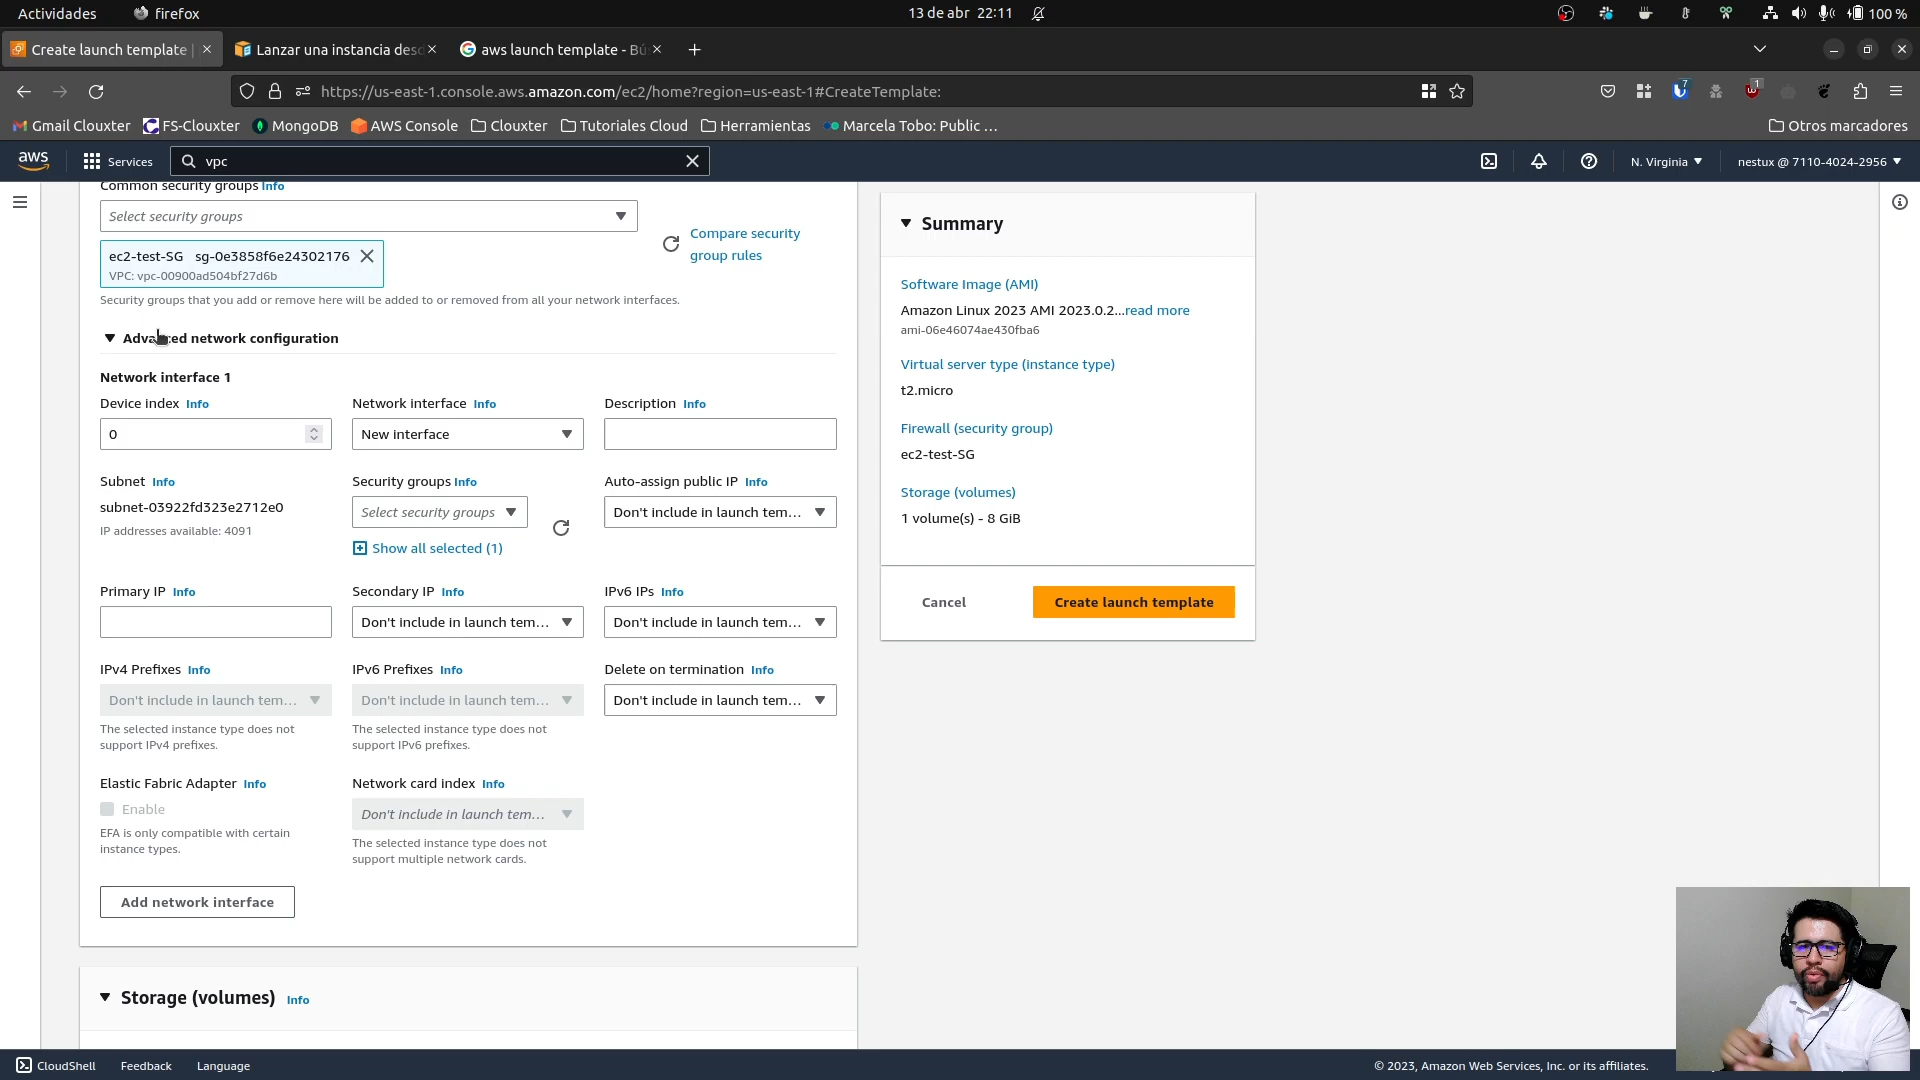 Actividades
firefox
13 de abr 22:11
100 %
Create launch template |
Lanzar una instancia des
aws launch template - Bú
https://us-east-1.console.aws.amazon.com/ec2/home?region=us-east-1#CreateTemplate:
7
1
Gmail Clouxter
FS-Clouxter
MongoDB
AWS Console
Clouxter
Tutoriales Cloud
Herramientas
Marcela Tobo: Public ...
Otros marcadores
aws
Services
vpc
N. Virginia
nestux @ 7110-4024-2956
Common security groups Info
Select security groups
ec2-test-SG sg-0e3858f6e24302176
VPC: vpc-00900ad504bf27d6b
Compare security
group rules
Security groups that you add or remove here will be added to or removed from all your network interfaces.
Advanced network configuration
Network interface 1
Device index Info
Network interface Info
Description Info
0
New interface
Subnet Info
Security groups Info
Auto-assign public IP Info
subnet-03922fd323e2712e0
Select security groups
Don't include in launch tem...
IP addresses available: 4091
Show all selected (1)
Primary IP Info
Secondary IP Info
IPv6 IPs Info
Don't include in launch tem...
Don't include in launch tem...
IPv4 Prefixes Info
IPv6 Prefixes Info
Delete on termination Info
Don't include in launch tem...
Don't include in launch tem...
Don't include in launch tem...
The selected instance type does not
support IPv4 prefixes.
The selected instance type does not
support IPv6 prefixes.
Elastic Fabric Adapter Info
Network card index Info
Enable
Don't include in launch tem...
EFA is only compatible with certain
instance types.
The selected instance type does not
support multiple network cards.
Add network interface
Storage (volumes) Info
Summary
Software Image (AMI)
Amazon Linux 2023 AMI 2023.0.2...read more
ami-06e46074ae430fba6
Virtual server type (instance type)
t2.micro
Firewall (security group)
ec2-test-SG
Storage (volumes)
1 volume(s) - 8 GiB
Cancel
Create launch template
CloudShell
Feedback
Language
© 2023, Amazon Web Services, Inc. or its affiliates.